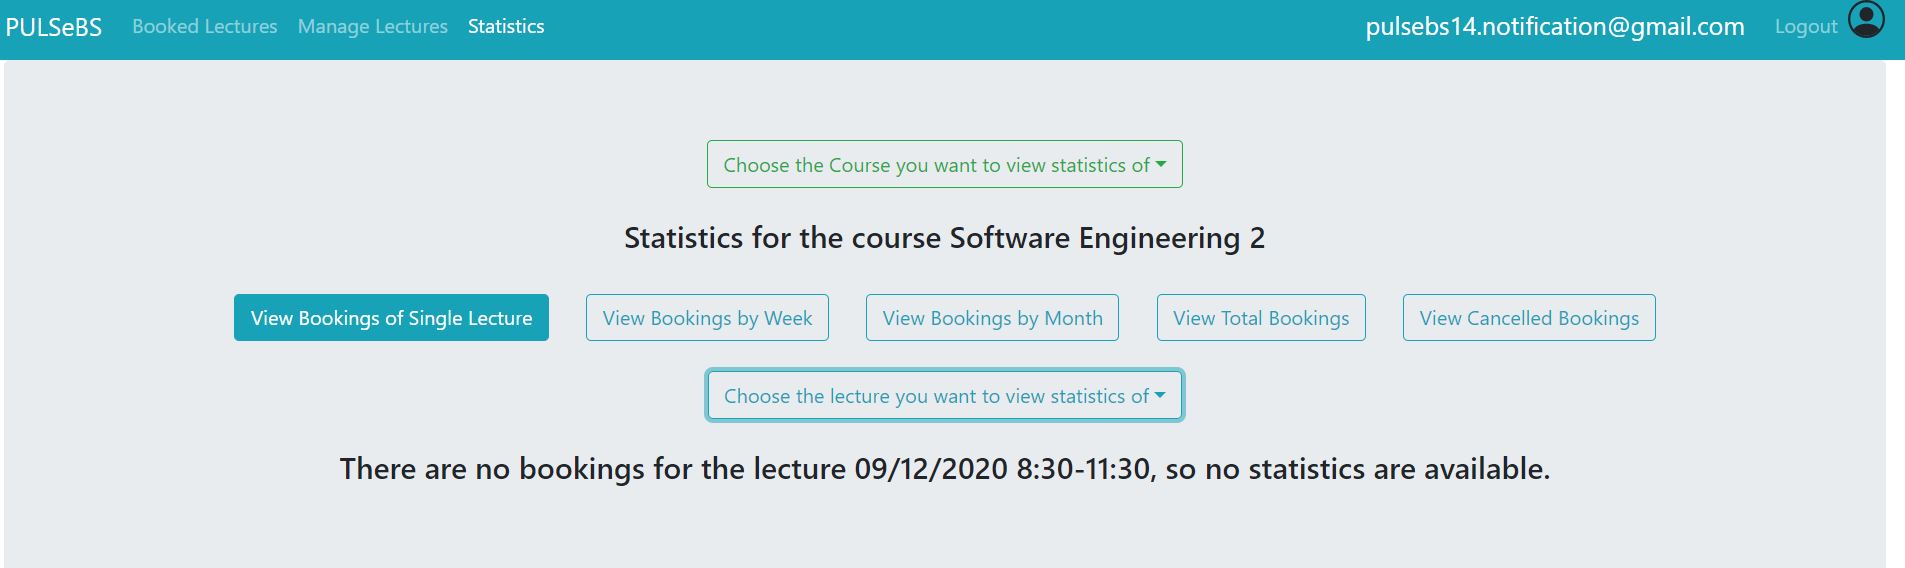 PULSeBS Booked Lectures Manage Lectures Statistics pulsebs14.notification@gmail.com Logout
Choose the Course you want to view statistics of
Statistics for the course Software Engineering 2
View Bookings of Single Lecture View Bookings by Week View Bookings by Month View Total Bookings View Cancelled Bookings
Choose the lecture you want to view statistics of
There are no bookings for the lecture 09/12/2020 8:30-11:30, so no statistics are available.